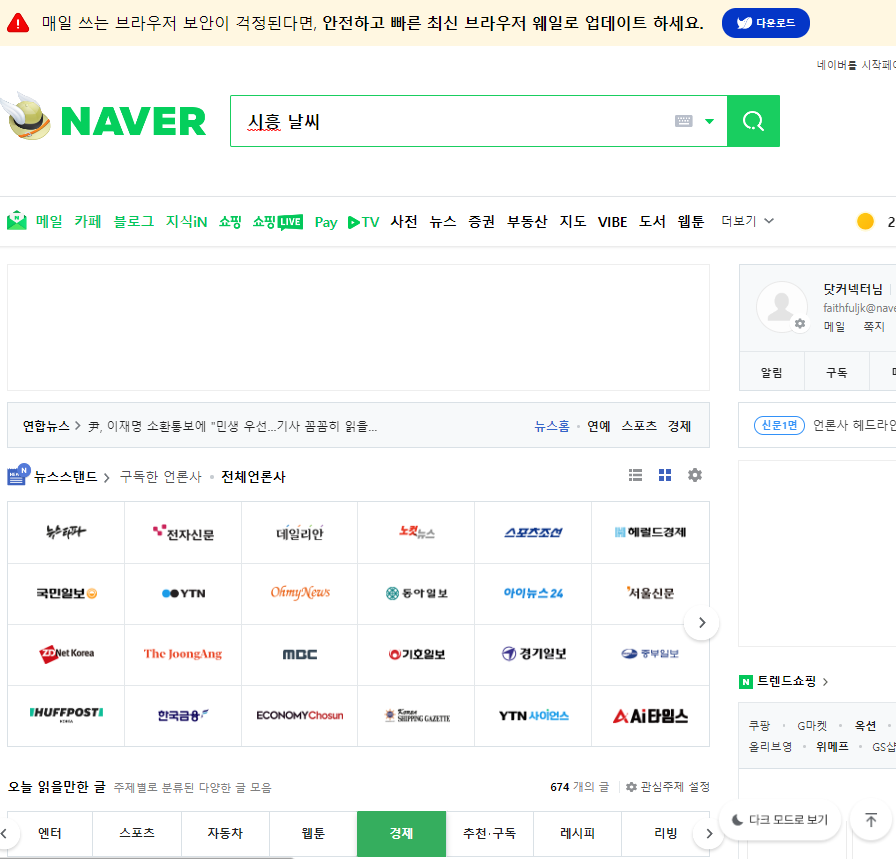 매일 쓰는 브라우저 보안이 걱정된다면, 안전하고 빠른 최신 브라우저 웨일로 업데이트 하세요. 다운로드
네이버를 시작페이
NAVER
시흥 날씨
메일 카페 블로그 지식iN 쇼핑 쇼핑LIVE Pay TV 사전 뉴스 증권 부동산 지도 VIBE 도서 웹툰 더보기 2
닷커넥터님
faithfuljk@nave
메일 쪽지
알림 구독
연합뉴스 > 尹, 이재명 소환통보에 "민생 우선...기사 꼼꼼히 읽을... 뉴스홈 · 연예 스포츠 경제
신문1면 언론사 헤드라인
뉴스스탠드 > 구독한 언론사 · 전체언론사
뉴스타파 전자신문 데일리안 노컷뉴스 스포츠조선 헤럴드경제
국민일보 YTN OhmyNews 동아일보 아이뉴스24 서울신문
ZDNet Korea The JoongAng MBC 기호일보 경기일보 중부일보
HUFFPOST KOREA 한국금융 ECONOMYChosun Korea SHIPPING GAZETTE YTN 사이언스 Ai타임스
N 트렌드쇼핑 >
쿠팡 · G마켓 · 옥션 ·
올리브영 · 위메프 · GS샵
오늘 읽을만한 글 주제별로 분류된 다양한 글 모음 674 개의 글 관심주제 설정
엔터 스포츠 자동차 웹툰 경제 추천·구독 레시피 리빙
다크 모드로 보기